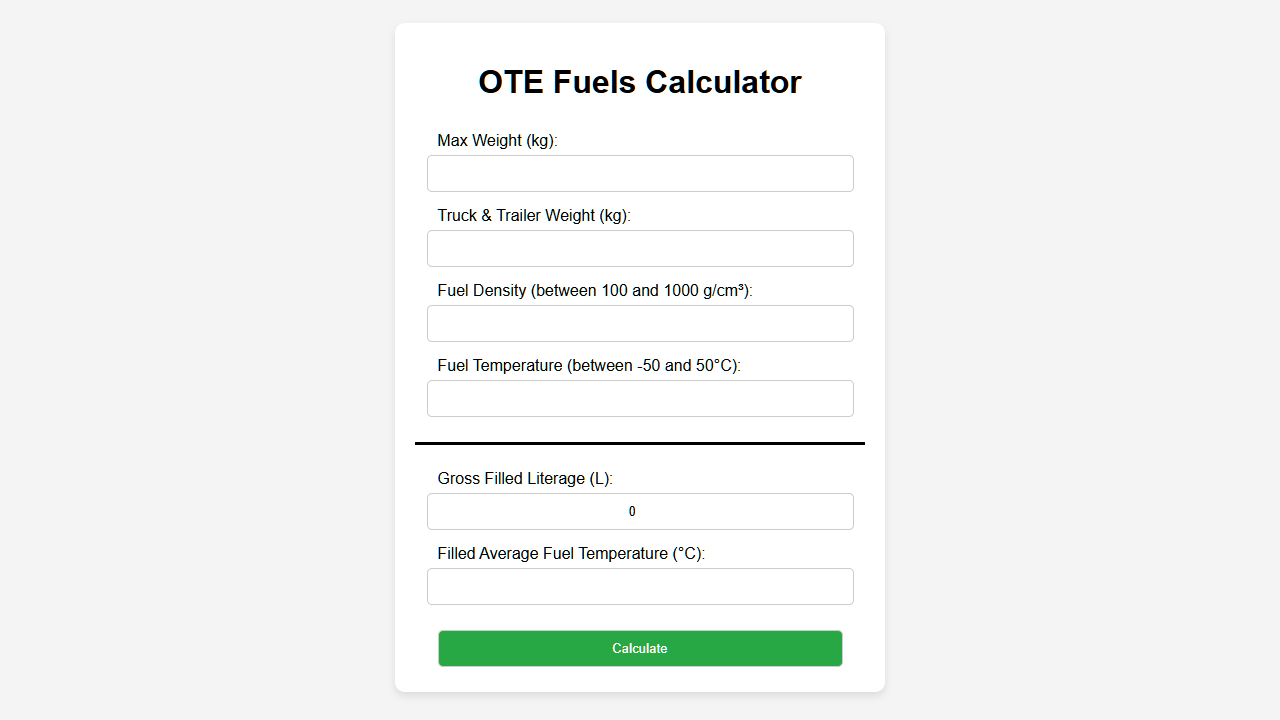 OTE Fuels Calculator
Max Weight (kg):
Truck & Trailer Weight (kg):
Fuel Density (between 100 and 1000 g/cm³):
Fuel Temperature (between -50 and 50°C):
Gross Filled Literage (L):
0
Filled Average Fuel Temperature (°C):
Calculate